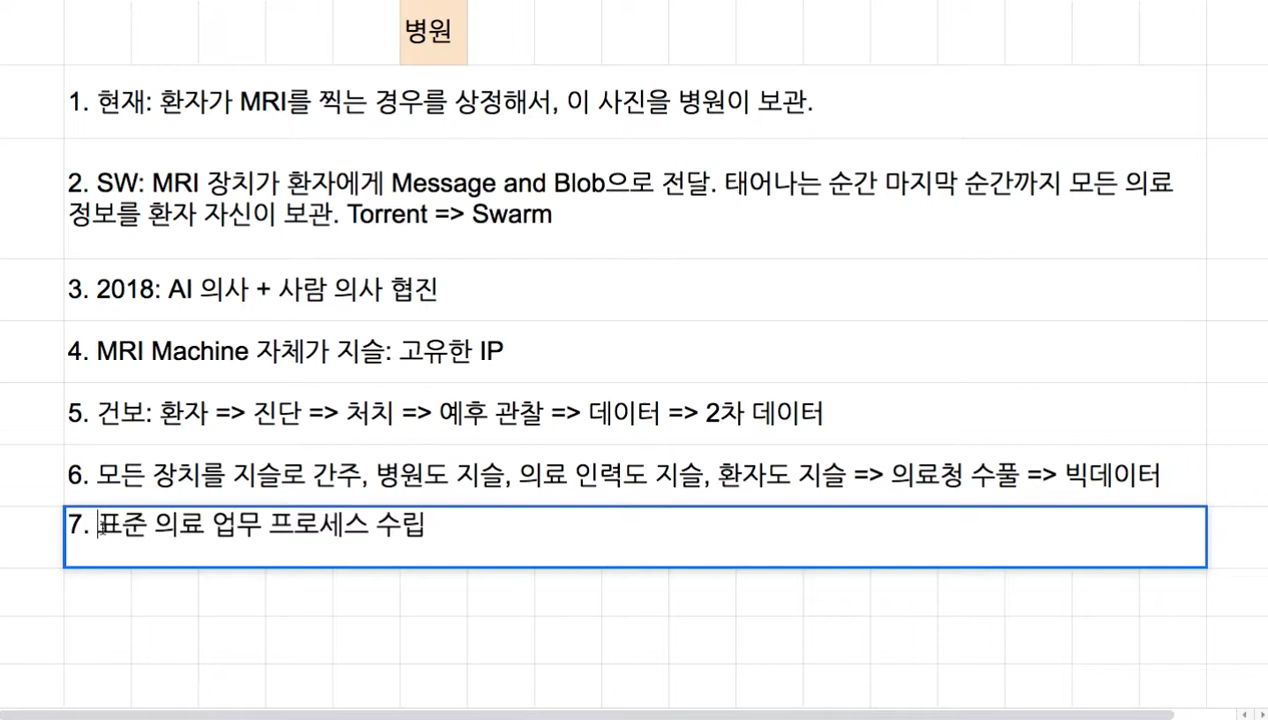 병원
1. 현재: 환자가 MRI를 찍는 경우를 상정해서, 이 사진을 병원이 보관.
2. SW: MRI 장치가 환자에게 Message and Blob으로 전달. 태어나는 순간 마지막 순간까지 모든 의료
정보를 환자 자신이 보관. Torrent => Swarm
3. 2018: AI 의사 + 사람 의사 협진
4. MRI Machine 자체가 지슬: 고유한 IP
5. 건보: 환자 => 진단 => 처치 => 예후 관찰 => 데이터 => 2차 데이터
6. 모든 장치를 지슬로 간주, 병원도 지슬, 의료 인력도 지슬, 환자도 지슬 => 의료청 수풀 => 빅데이터
7. 표준 의료 업무 프로세스 수립